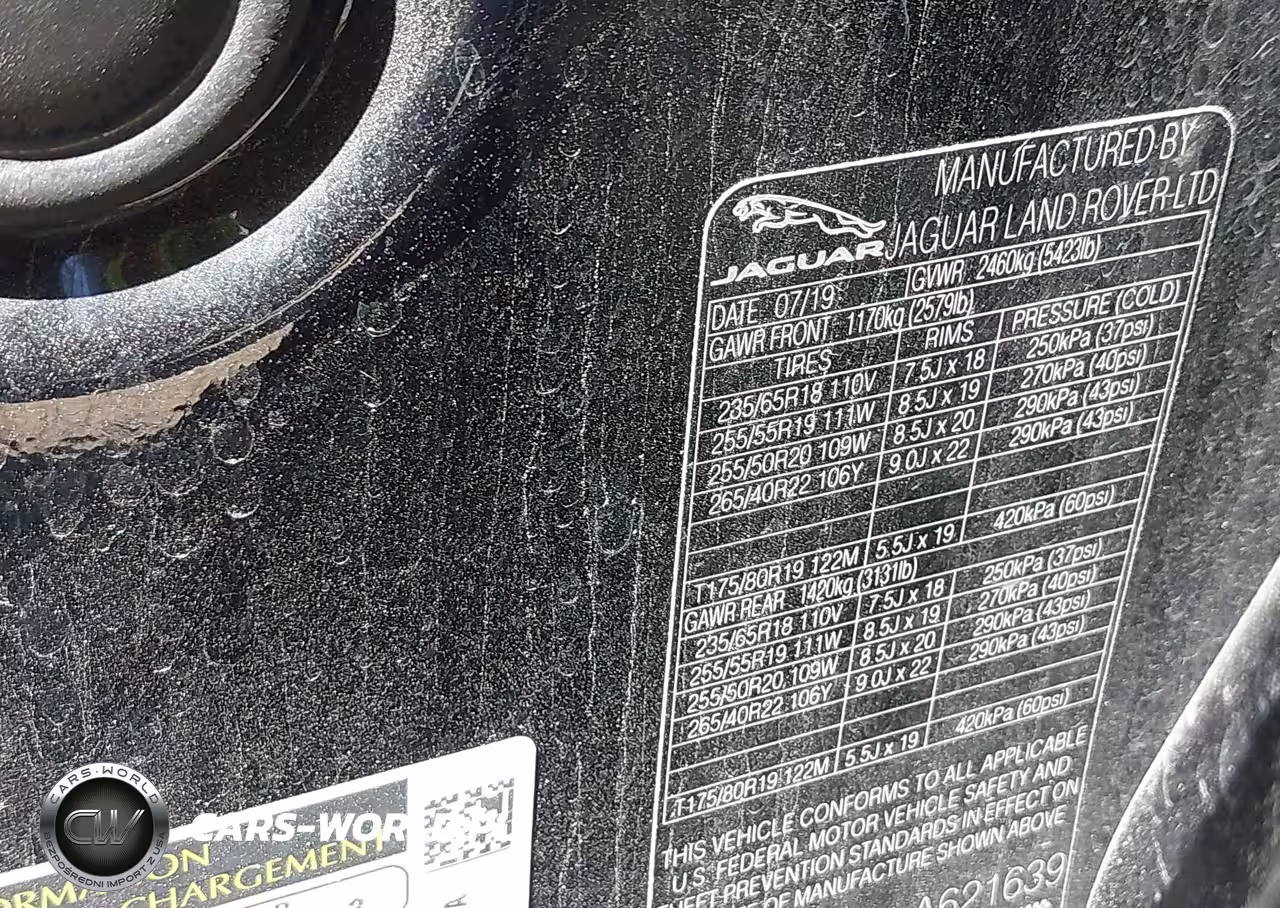 MANUFACTURED BY
JAGUAR LAND ROVER LTD
JAGUAR
DATE 07/19 GVWR 2460kg (5423lb)
GAWR FRONT 1170kg (2579lb)
TIRES RIMS PRESSURE (COLD)
235/65R18 110V 7.5J x 18 250kPa (37psi)
255/55R19 111W 8.5J x 19 270kPa (40psi)
255/50R20 109W 8.5J x 20 290kPa (43psi)
265/40R22 106Y 9.0J x 22 290kPa (43psi)
T175/80R19 122M 5.5J x 19 420kPa (60psi)
GAWR REAR 1420kg (3131lb)
235/65R18 110V 7.5J x 18 250kPa (37psi)
255/55R19 111W 8.5J x 19 270kPa (40psi)
255/50R20 109W 8.5J x 20 290kPa (43psi)
265/40R22 106Y 9.0J x 22 290kPa (43psi)
T175/80R19 122M 5.5J x 19 420kPa (60psi)
THIS VEHICLE CONFORMS TO ALL APPLICABLE
U.S. FEDERAL MOTOR VEHICLE SAFETY AND
THEFT PREVENTION STANDARDS IN EFFECT ON
OF MANUFACTURE SHOWN ABOVE
A621639
CHARGEMENT
CARS-WORLD
CW
BEZPOŚREDNI IMPORT Z USA